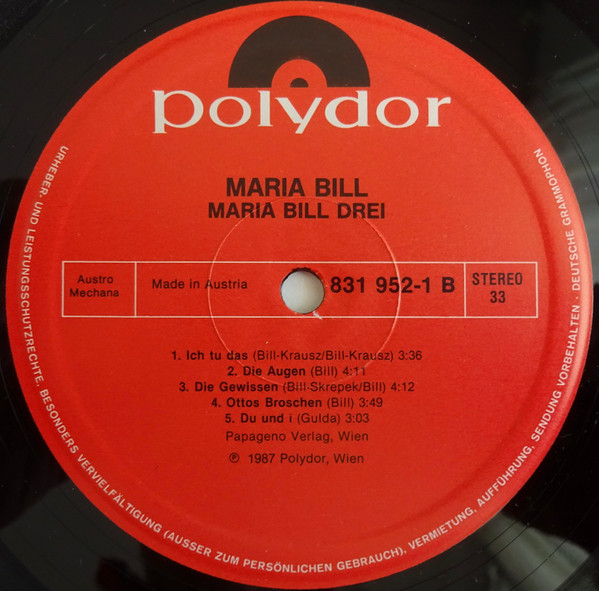 polydor
MARIA BILL
MARIA BILL DREI
Austro
Mechana
Made in Austria
831 952-1 B
STEREO
33
1. Ich tu das (Bill-Krausz/Bill-Krausz) 3:36
2. Die Augen (Bill) 4:11
3. Die Gewissen (Bill-Skrepek/Bill) 4:12
4. Ottos Broschen (Bill) 3:49
5. Du und i (Gulda) 3:03
Papageno Verlag, Wien
℗ 1987 Polydor, Wien
URHEBER- UND LEISTUNGSSCHUTZRECHTE, BESONDERS VERVIELFÄLTIGUNG (AUSSER ZUM PERSÖNLICHEN GEBRAUCH), VERMIETUNG, AUFFÜHRUNG, SENDUNG VORBEHALTEN · DEUTSCHE GRAMMOPHON